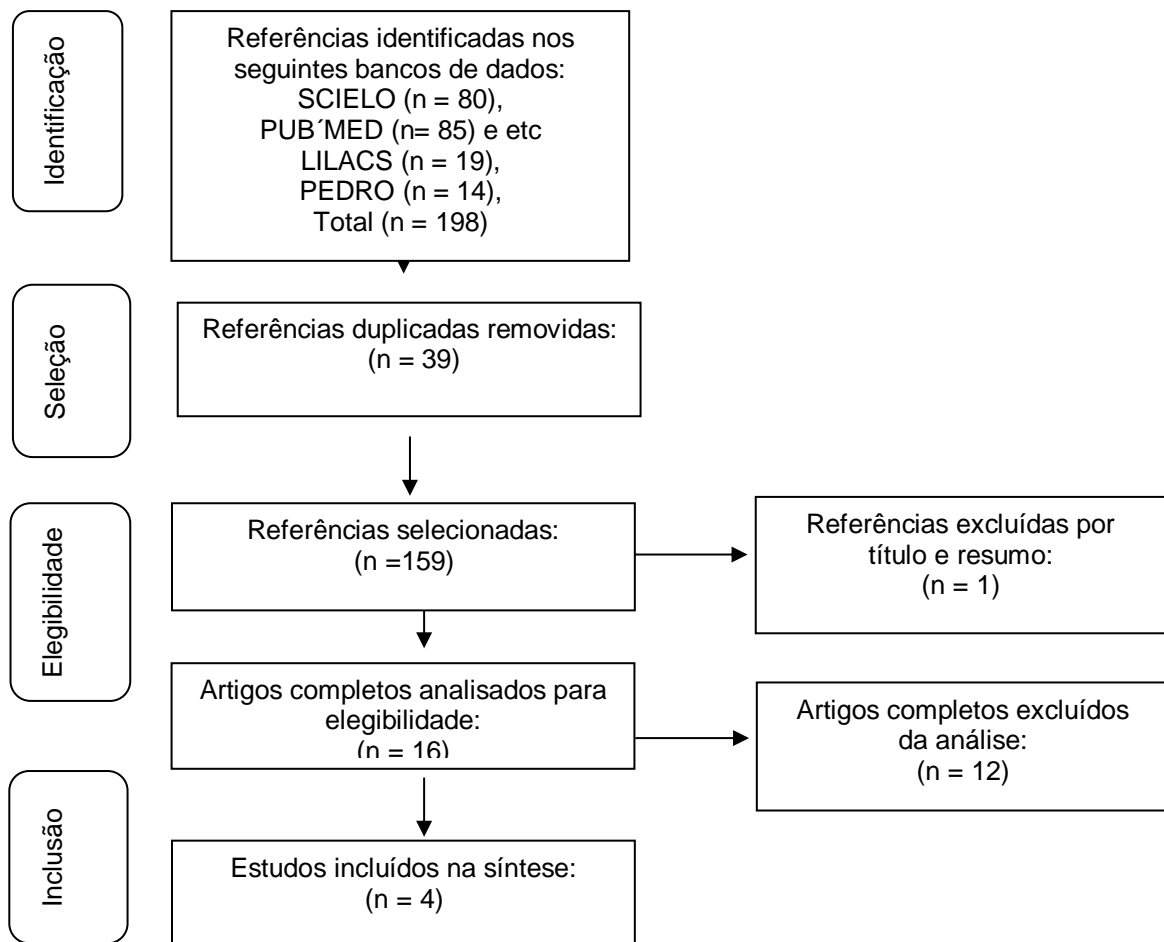 Identificação
Referências identificadas nos
seguintes bancos de dados:
SCIELO (n = 80),
PUB´MED (n= 85) e etc
LILACS (n = 19),
PEDRO (n = 14),
Total (n = 198)
Seleção
Referências duplicadas removidas:
(n = 39)
Elegibilidade
Referências selecionadas:
(n =159)
Referências excluídas por
título e resumo:
(n = 1)
Artigos completos analisados para
elegibilidade:
(n = 16)
Artigos completos excluídos
da análise:
(n = 12)
Inclusão
Estudos incluídos na síntese:
(n = 4)